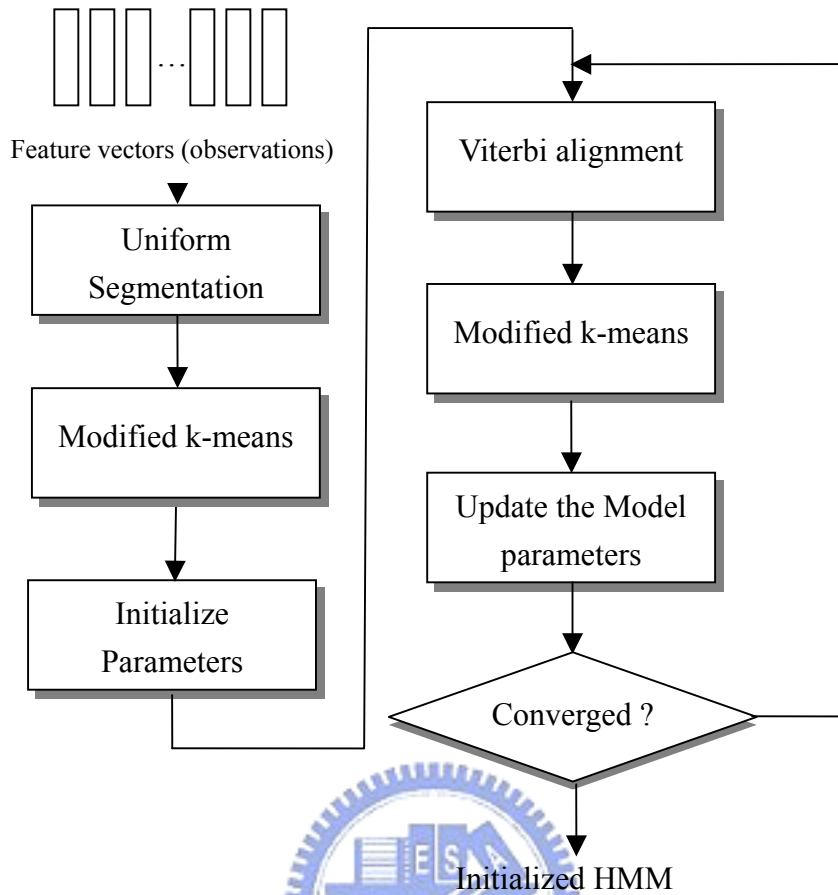 ...
Feature vectors (observations)
Uniform
Segmentation
Modified k-means
Initialize
Parameters
Viterbi alignment
Modified k-means
Update the Model
parameters
Converged ?
Initialized HMM
E S A